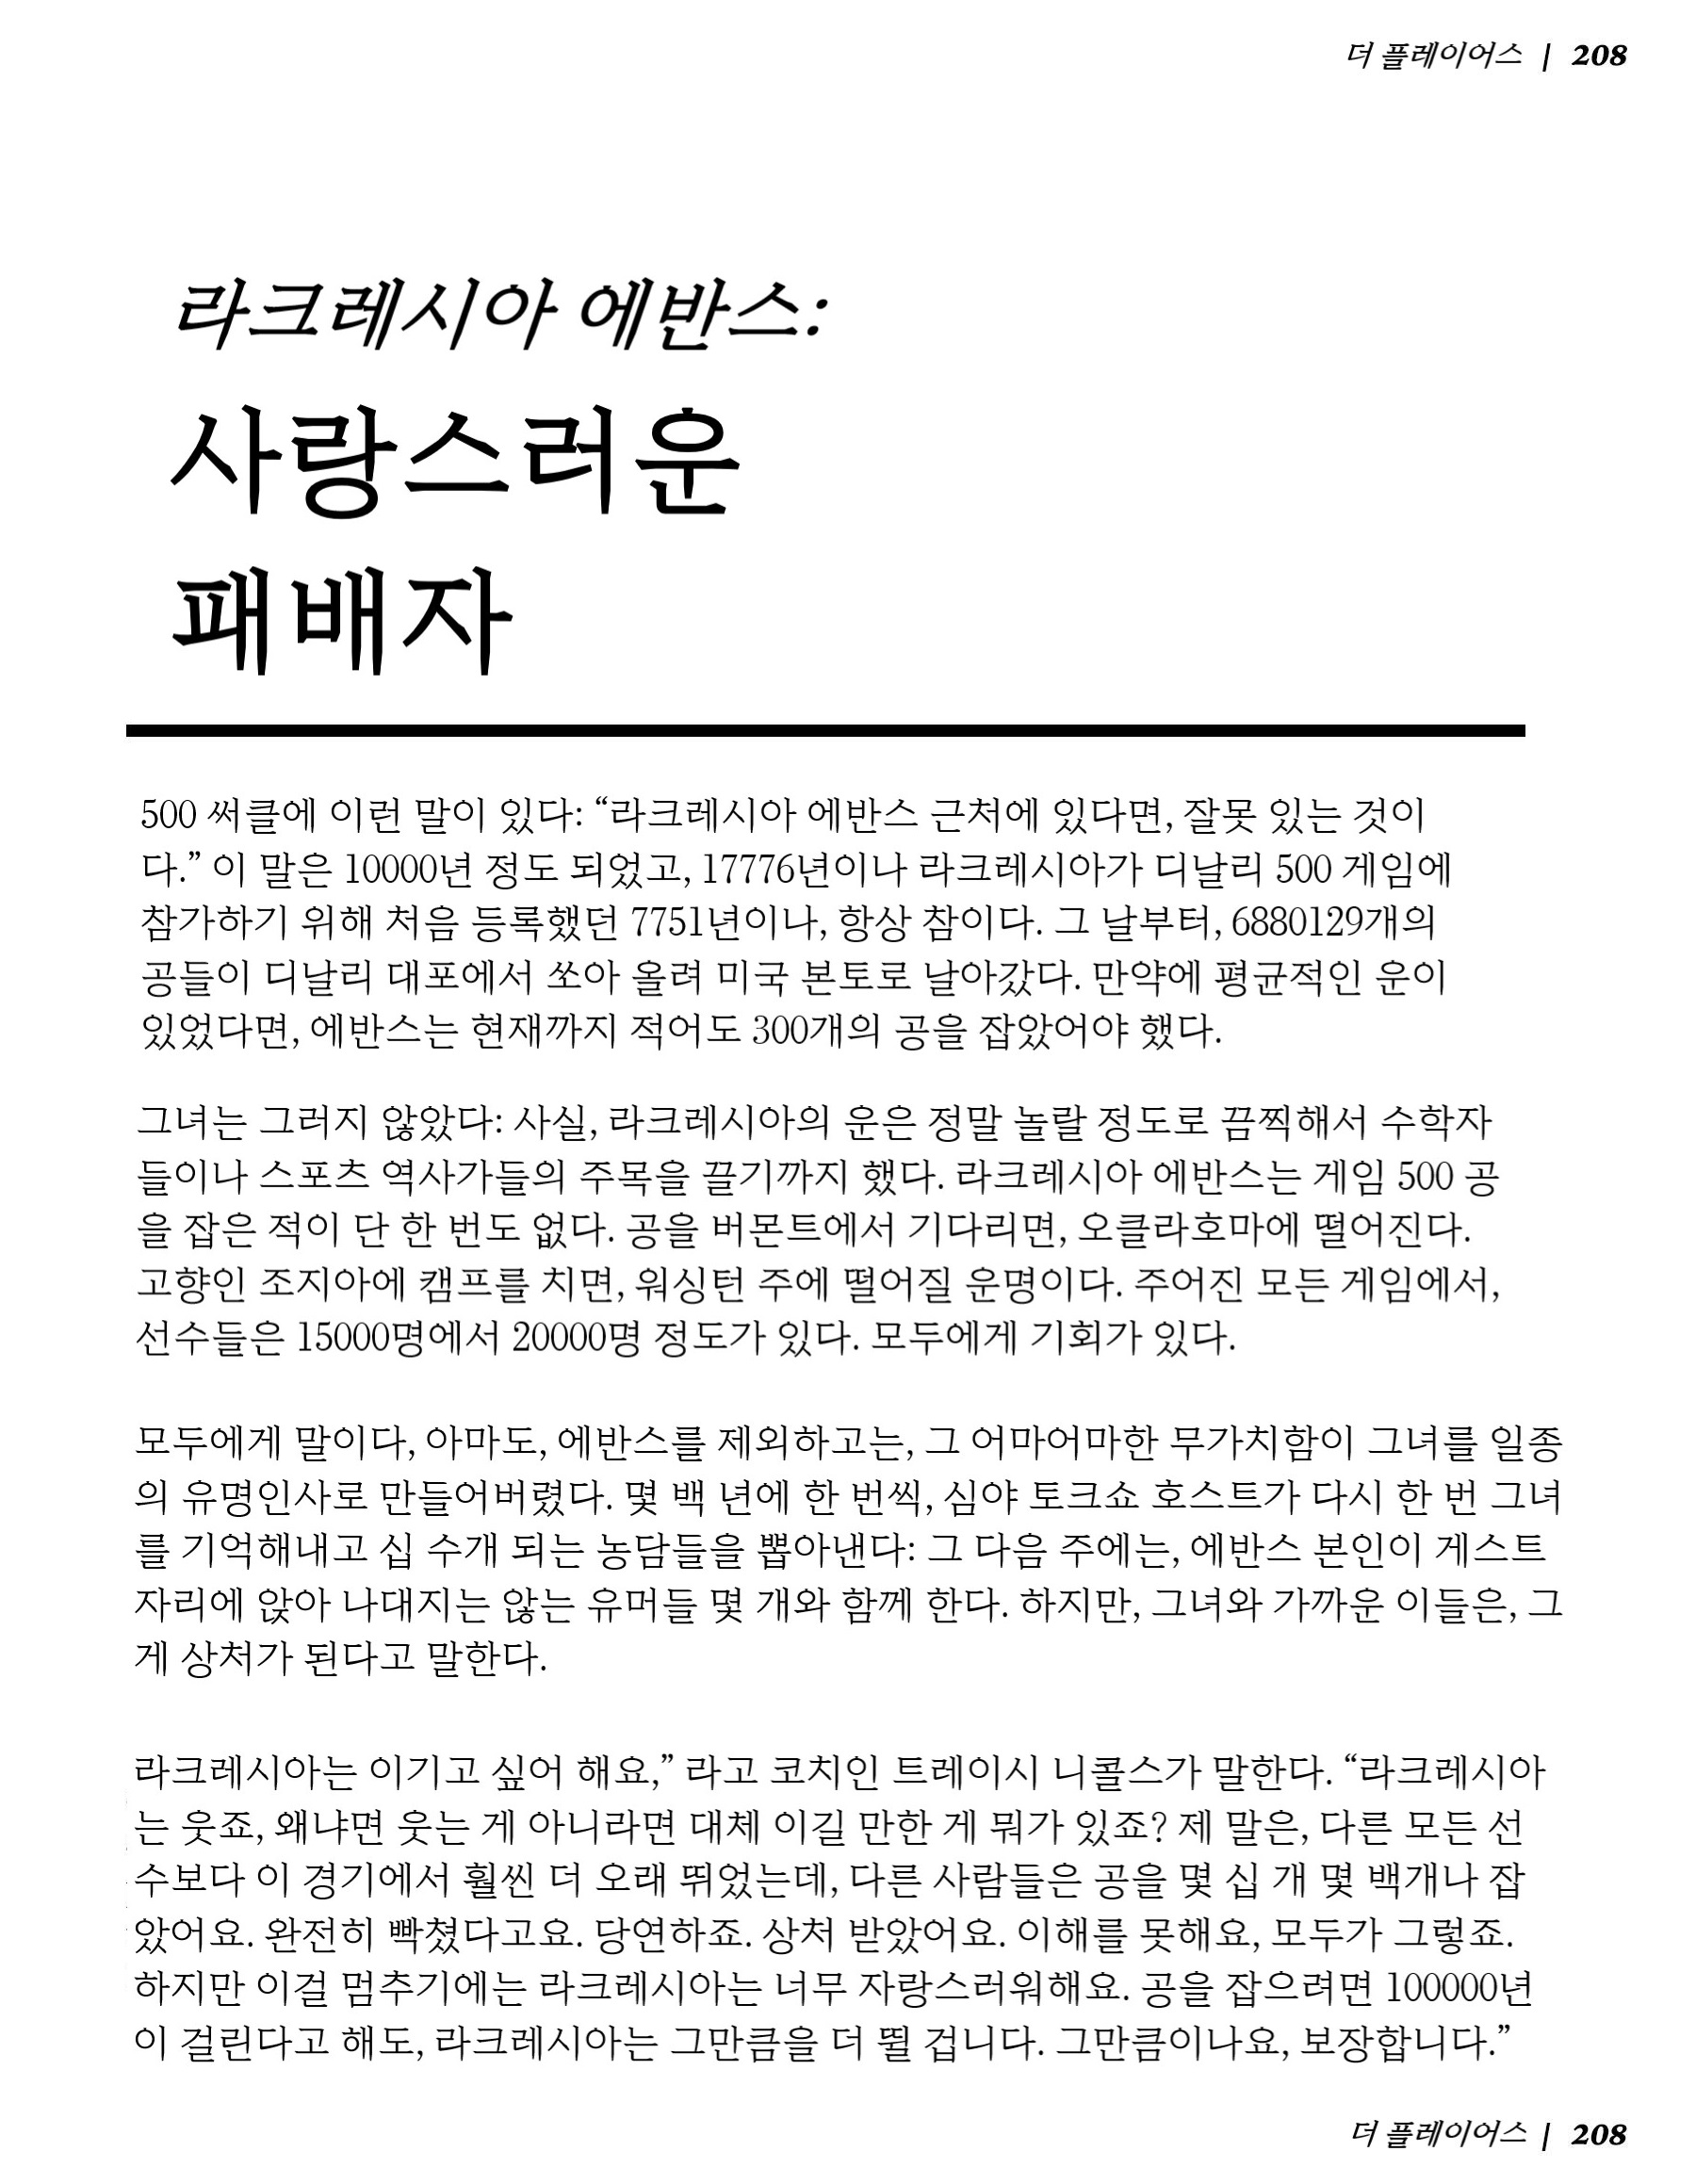 더 플레이어스 | 208
라크레시아 에반스:
사랑스러운
패배자
500 써클에 이런 말이 있다: “라크레시아 에반스 근처에 있다면, 잘못 있는 것이
다.” 이 말은 10000년 정도 되었고, 17776년이나 라크레시아가 디날리 500 게임에
참가하기 위해 처음 등록했던 7751년이나, 항상 참이다. 그 날부터, 6880129개의
공들이 디날리 대포에서 쏘아 올려 미국 본토로 날아갔다. 만약에 평균적인 운이
있었다면, 에반스는 현재까지 적어도 300개의 공을 잡았어야 했다.
그녀는 그러지 않았다: 사실, 라크레시아의 운은 정말 놀랄 정도로 끔찍해서 수학자
들이나 스포츠 역사가들의 주목을 끌기까지 했다. 라크레시아 에반스는 게임 500 공
을 잡은 적이 단 한 번도 없다. 공을 버몬트에서 기다리면, 오클라호마에 떨어진다.
고향인 조지아에 캠프를 치면, 워싱턴 주에 떨어질 운명이다. 주어진 모든 게임에서,
선수들은 15000명에서 20000명 정도가 있다. 모두에게 기회가 있다.
모두에게 말이다, 아마도, 에반스를 제외하고는, 그 어마어마한 무가치함이 그녀를 일종
의 유명인사로 만들어버렸다. 몇 백 년에 한 번씩, 심야 토크쇼 호스트가 다시 한 번 그녀
를 기억해내고 십 수개 되는 농담들을 뽑아낸다: 그 다음 주에는, 에반스 본인이 게스트
자리에 앉아 나대지는 않는 유머들 몇 개와 함께 한다. 하지만, 그녀와 가까운 이들은, 그
게 상처가 된다고 말한다.
라크레시아는 이기고 싶어 해요,” 라고 코치인 트레이시 니콜스가 말한다. “라크레시아
는 웃죠, 왜냐면 웃는 게 아니라면 대체 이길 만한 게 뭐가 있죠? 제 말은, 다른 모든 선
수보다 이 경기에서 훨씬 더 오래 뛰었는데, 다른 사람들은 공을 몇 십 개 몇 백개나 잡
았어요. 완전히 빡쳤다고요. 당연하죠. 상처 받았어요. 이해를 못해요, 모두가 그렇죠.
하지만 이걸 멈추기에는 라크레시아는 너무 자랑스러워해요. 공을 잡으려면 100000년
이 걸린다고 해도, 라크레시아는 그만큼을 더 뛸 겁니다. 그만큼이나요, 보장합니다.”
더 플레이어스 | 208